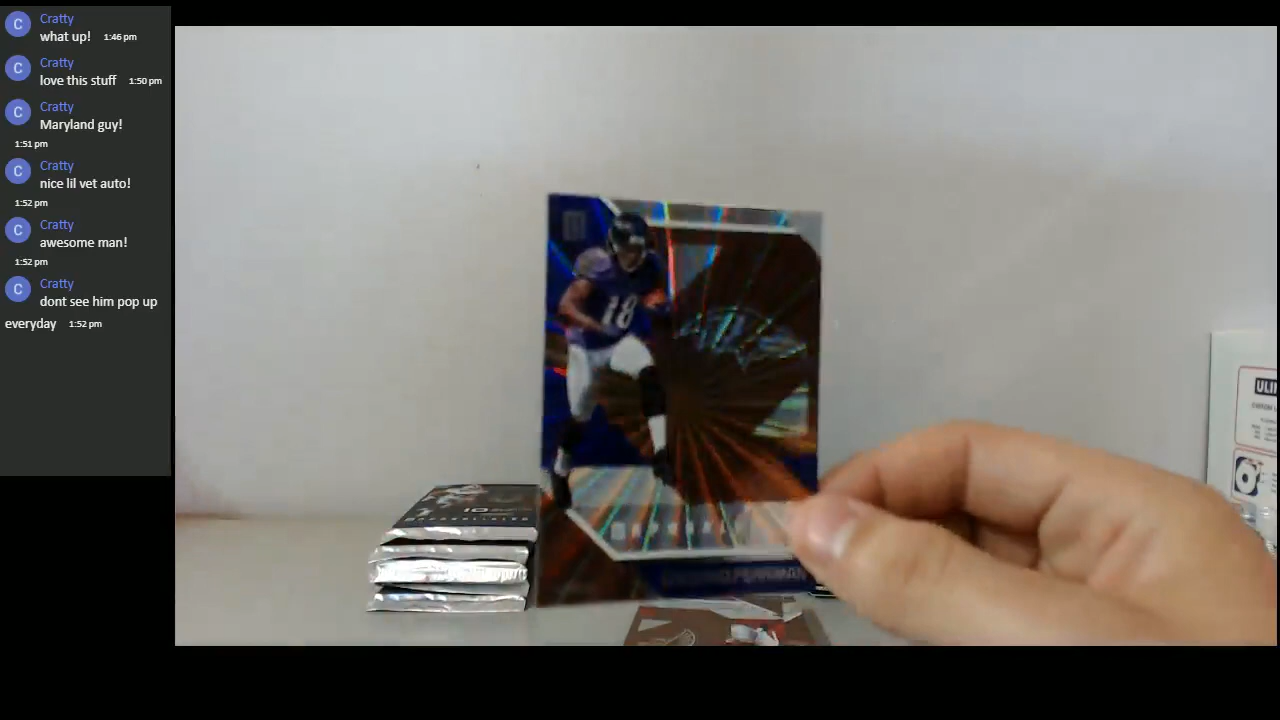 Cratty
what up! 1:46 pm
Cratty
love this stuff 1:50 pm
Cratty
Maryland guy!
1:51 pm
Cratty
nice lil vet auto!
1:52 pm
Cratty
awesome man!
1:52 pm
Cratty
dont see him pop up
everyday 1:52 pm
C
C
C
C
C
C
18
ULI